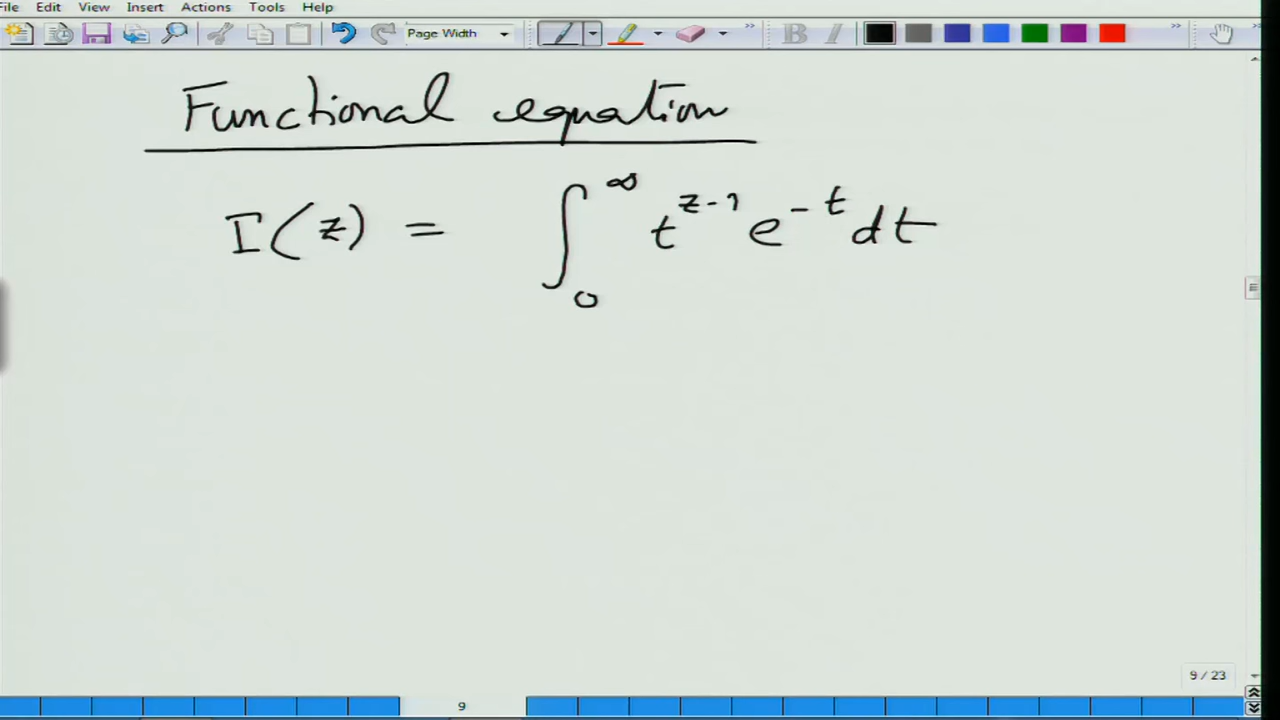 File Edit View Insert Actions Tools Help
Page Width
Functional equation
Γ(z) = ∫₀^∞ t^{z-1} e^{-t} dt
9 / 23
9